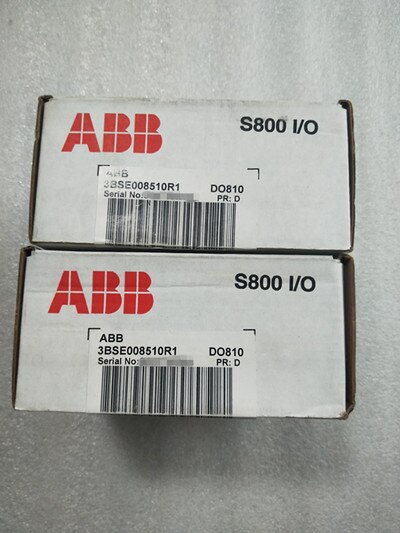 ABB
S800 I/O
ABB
3BSE008510R1 DO810
Serial No:
PR: D
ABB
S800 I/O
ABB
3BSE008510R1 DO810
Serial No:
PR: D